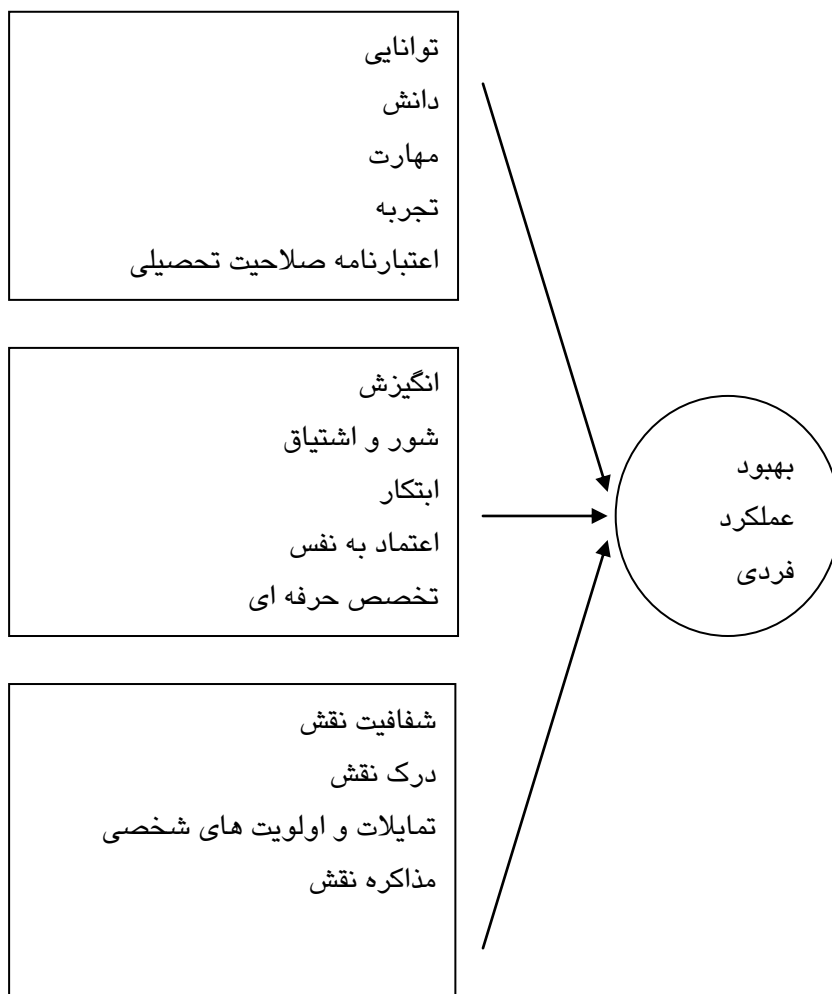 توانایی
دانش
مهارت
تجربه
اعتبارنامه صلاحیت تحصیلی
انگیزش
شور و اشتیاق
ابتکار
اعتماد به نفس
تخصص حرفه ای
شفافیت نقش
درک نقش
تمایلات و اولویت های شخصی
مذاکره نقش
بهبود
عملکرد
فردی